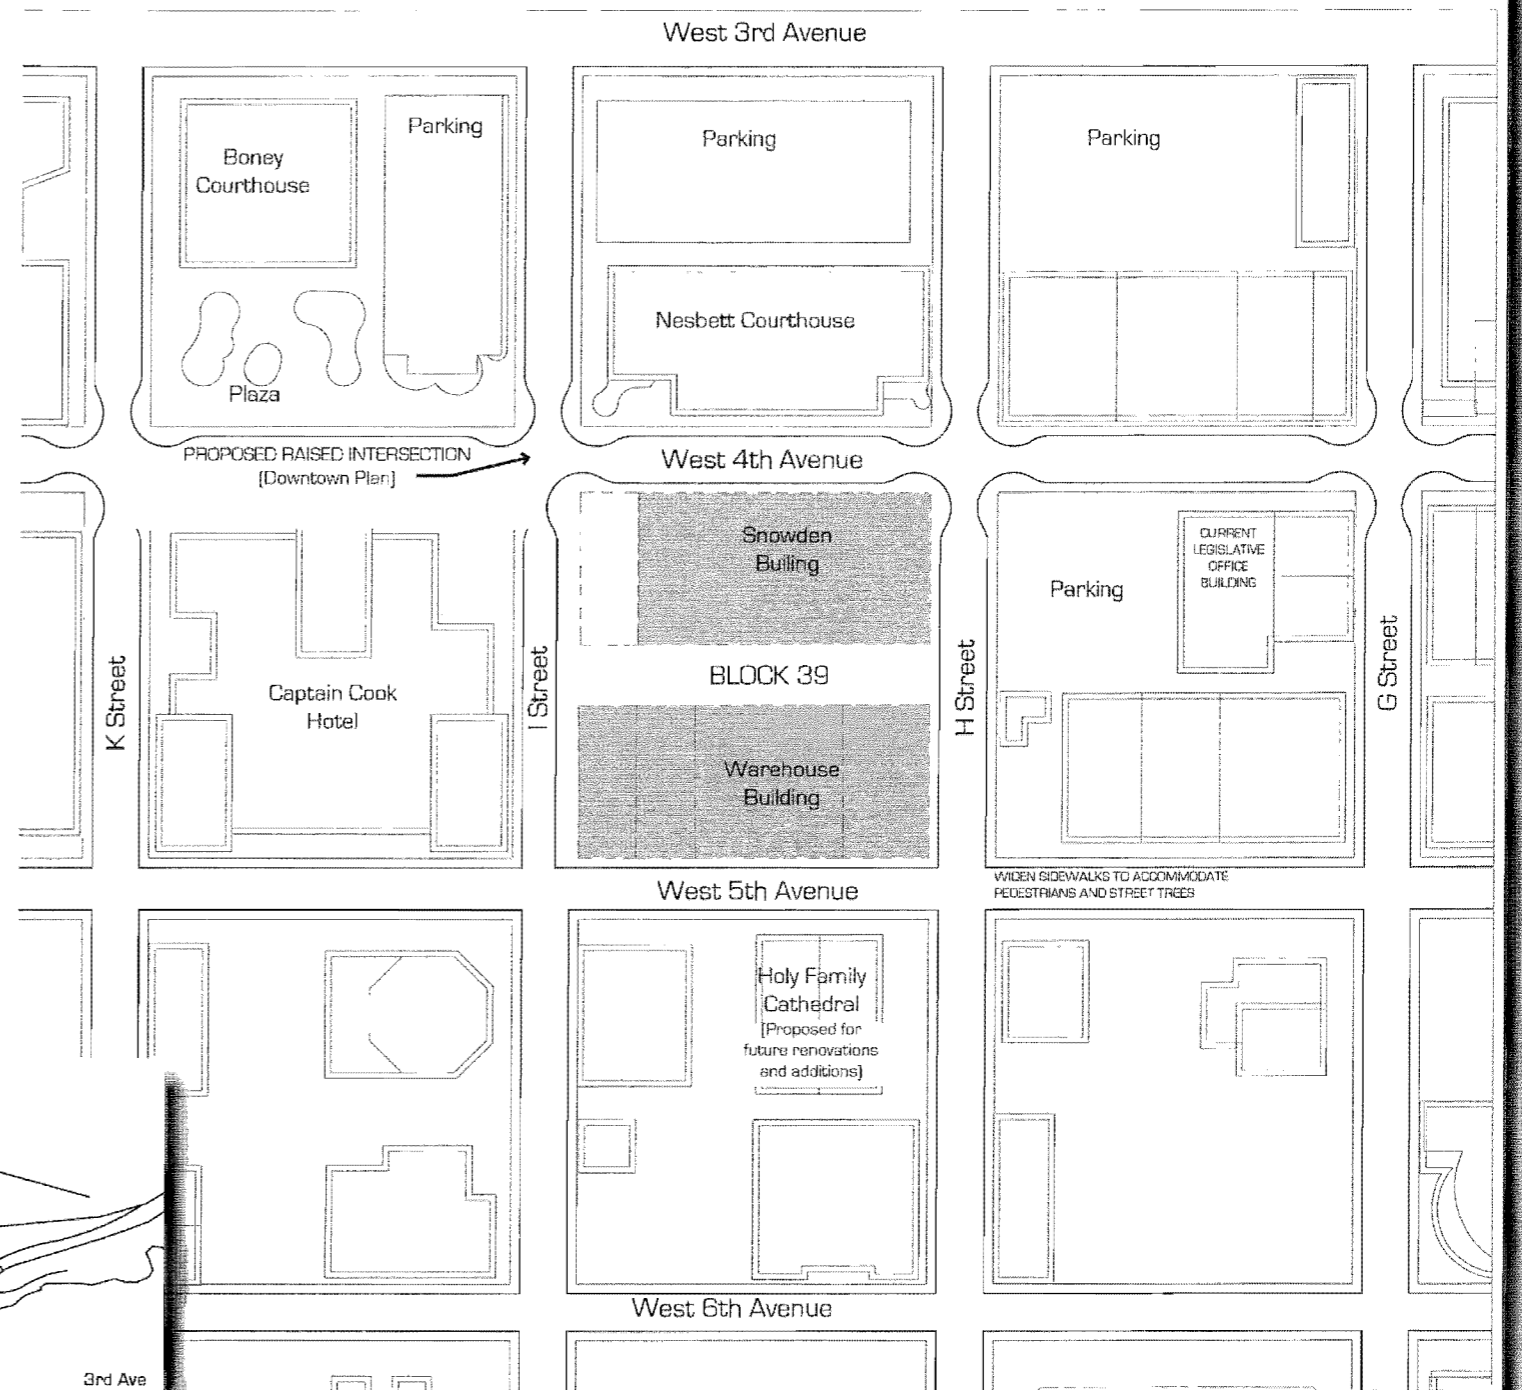 West 3rd Avenue
Boney
Courthouse
Parking
Parking
Parking
Nesbett Courthouse
Plaza
PROPOSED RAISED INTERSECTION
[Downtown Plan]
West 4th Avenue
Snowden
Builing
CURRENT
LEGISLATIVE
OFFICE
BUILDING
Parking
K Street
Captain Cook
Hotel
I Street
BLOCK 39
H Street
G Street
Warehouse
Building
West 5th Avenue
WIDEN SIDEWALKS TO ACCOMMODATE
PEDESTRIANS AND STREET TREES
Holy Family
Cathedral
[Proposed for
future renovations
and additions]
West 6th Avenue
3rd Ave